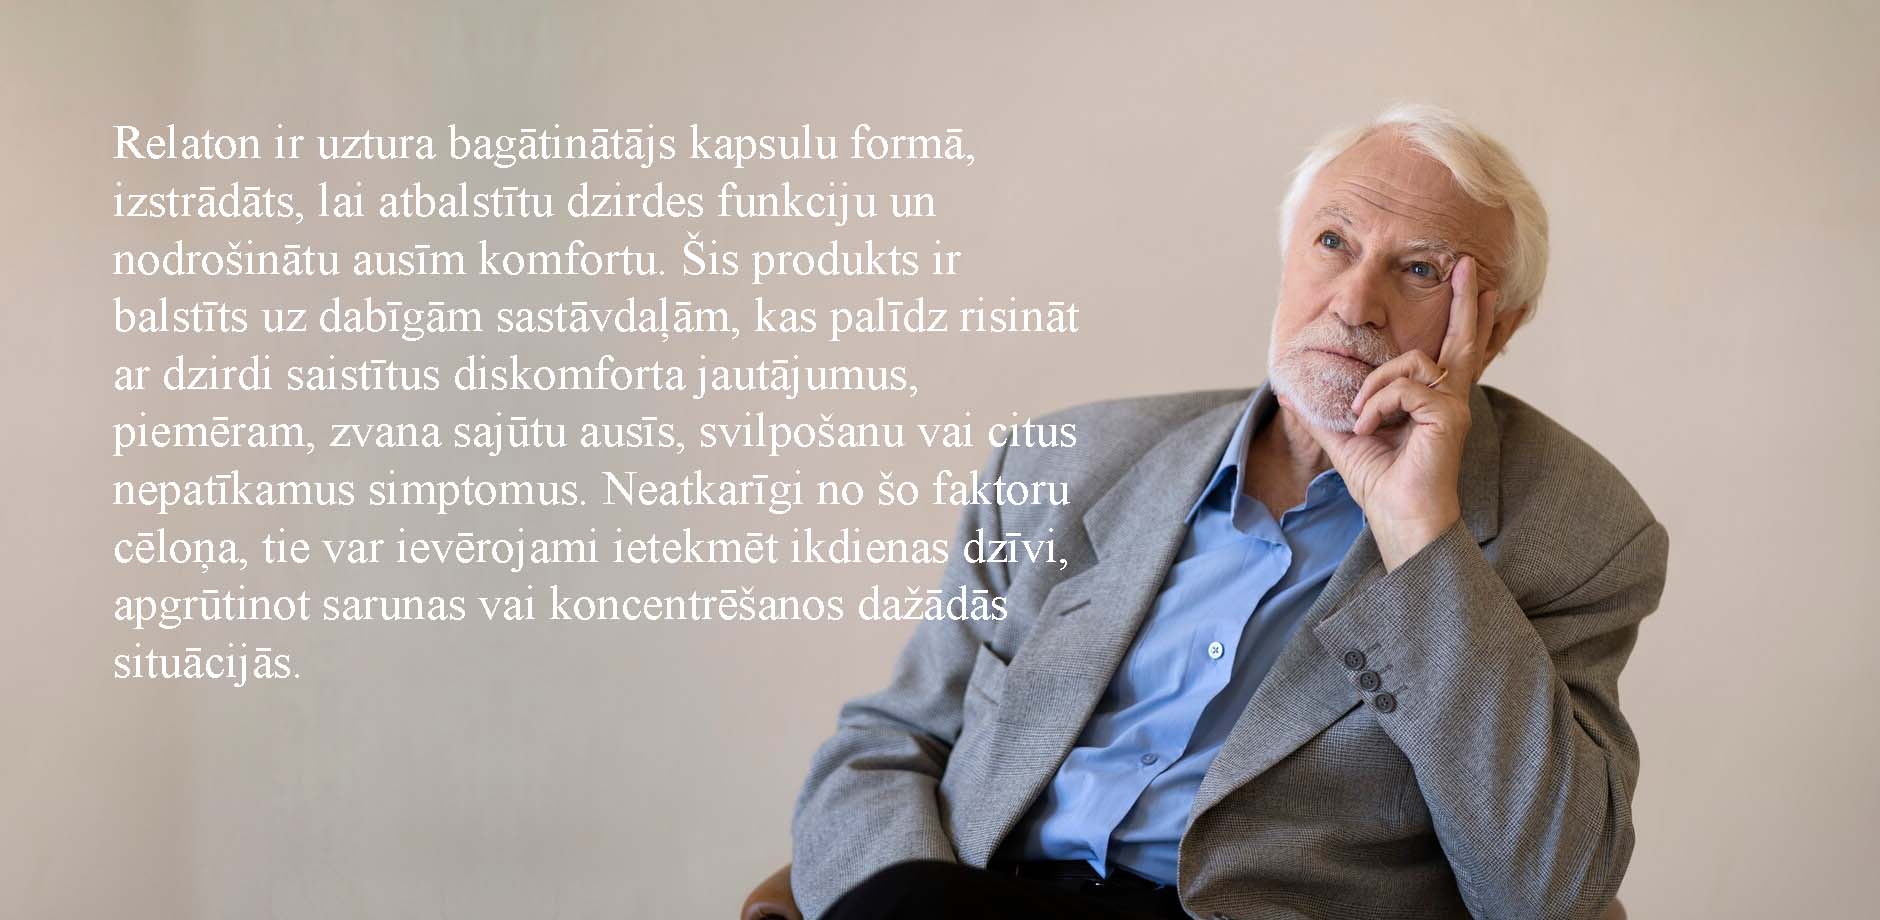 Relaton ir uztura bagātinātājs kapsulu formā,
izstrādāts, lai atbalstītu dzirdes funkciju un
nodrošinātu ausīm komfortu. Šis produkts ir
balstīts uz dabīgām sastāvdaļām, kas palīdz risināt
ar dzirdi saistītus diskomforta jautājumus,
piemēram, zvana sajūtu ausīs, svilpošanu vai citus
nepatīkamus simptomus. Neatkarīgi no šo faktoru
cēloņa, tie var ievērojami ietekmēt ikdienas dzīvi,
apgrūtinot sarunas vai koncentrēšanos dažādās
situācijās.